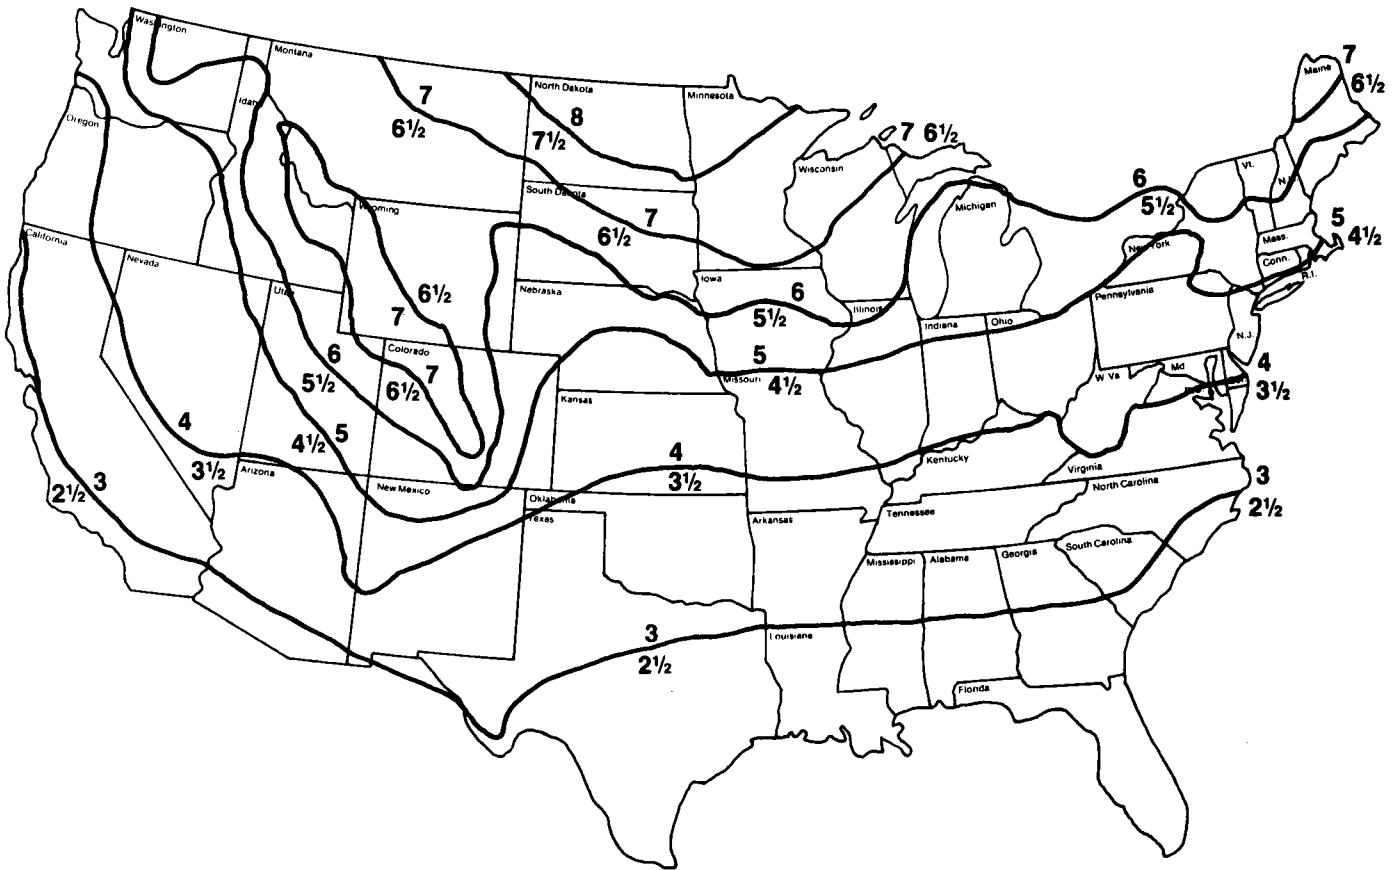 Washington
Montana
7
Maine
6½
North Dakota
Minnesota
7
8
Idaho
6½
7½
Oregon
7 6½
Wisconsin
Vt.
N.H.
6
5½
South Dakota
7
6½
Michigan
Wyoming
5
4½
California
Nevada
New York
Mass.
Conn.
R.I.
Utah
Nebraska
Iowa
6
5½
6½
7
Illinois
Pennsylvania
Indiana
Ohio
N.J.
6
5½
Colorado
7
6½
5
4½
Missouri
W Va
Md
4
3½
Kansas
4
3½
5
4½
Arizona
New Mexico
4
3½
Kentucky
Virginia
3
2½
Oklahoma
Texas
Arkansas
Tennessee
North Carolina
3
2½
Mississippi
Alabama
Georgia
South Carolina
3
2½
Louisiana
Florida